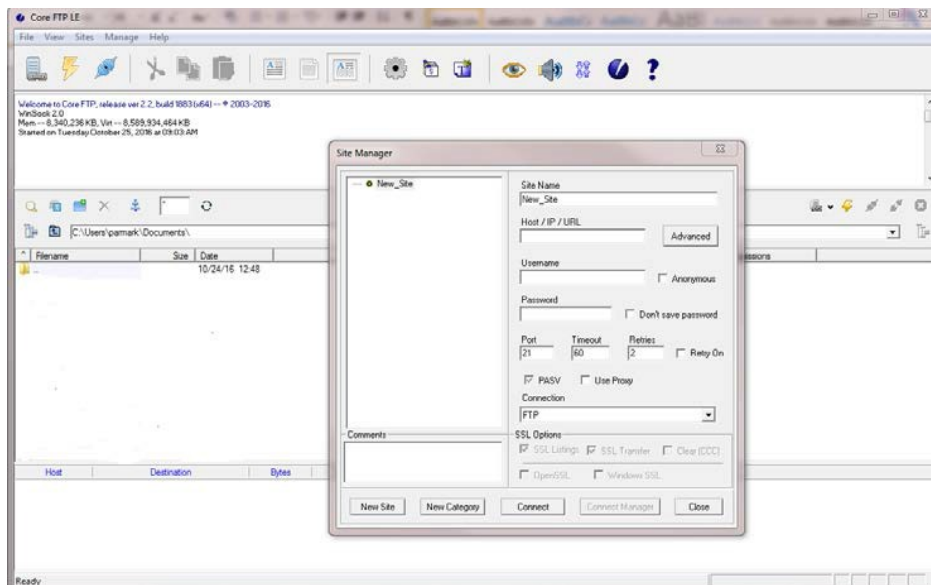 Core FTP LE
File View Sites Manage Help
Welcome to Core FTP, release ver 2.2, build 1883 (x64) -- © 2003-2016
WinSock 2.0
Mem -- 8,340,236 KB, Virt -- 8,589,934,464 KB
Started on Tuesday October 25, 2016 at 09:03:AM
C:\Users\parmark\Documents\
Filename Size Date
.. 10/24/16 12:48
Host Destination Bytes
Ready
Site Manager
New_Site
Site Name
New_Site
Host / IP / URL
Advanced
Username
Anonymous
Password
Don't save password
Port Timeout Retries
21 60 2 Retry On
PASV Use Proxy
Connection
FTP
Comments
SSL Options
SSL Listings SSL Transfer Clear (CCC)
OpenSSL Windows SSL
New Site New Category Connect Connect Manager Close